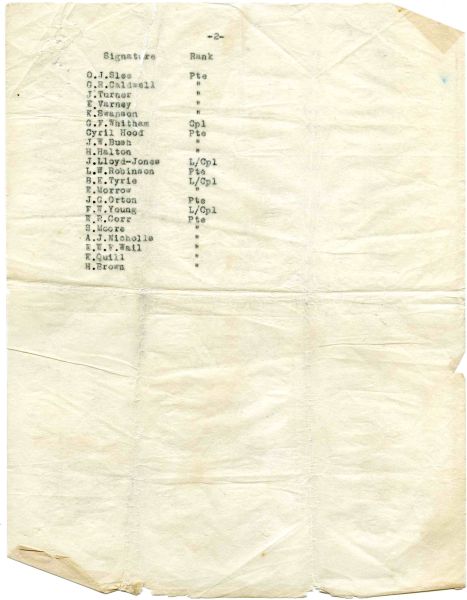 -2-
Signature Rank
O.J.Slee Pte
G.R.Caldwell "
J.Turner "
E.Varney "
K.Swanson "
G.F.Whitham Cpl
Cyril Hood Pte
J.W.Bush "
H.Halton "
J.Lloyd-Jones L/Cpl
L.W.Robinson Pte
B.E.Tyrie L/Cpl
E.Morrow "
J.G.Orton Pte
F.W.Young L/Cpl
W.R.Corr Pte
S.Moore "
A.J.Nicholls "
E.W.F.Wail "
E.Quill "
H.Brown "